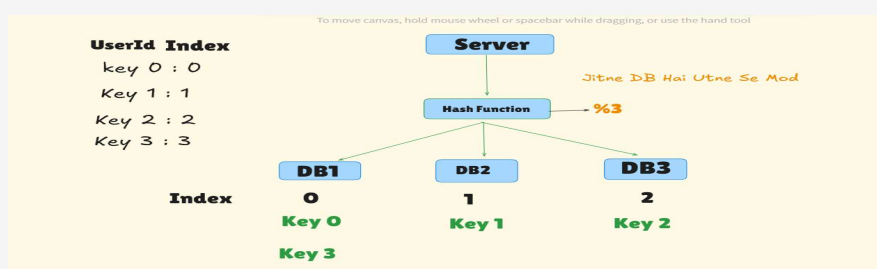 To move canvas, hold mouse wheel or spacebar while dragging, or use the hand tool
UserId Index
key 0 : 0
Key 1 : 1
Key 2 : 2
Key 3 : 3
Server
Jitne DB Hai Utne Se Mod
Hash Function
%3
DB1 DB2 DB3
Index 0 1 2
Key 0 Key 1 Key 2
Key 3